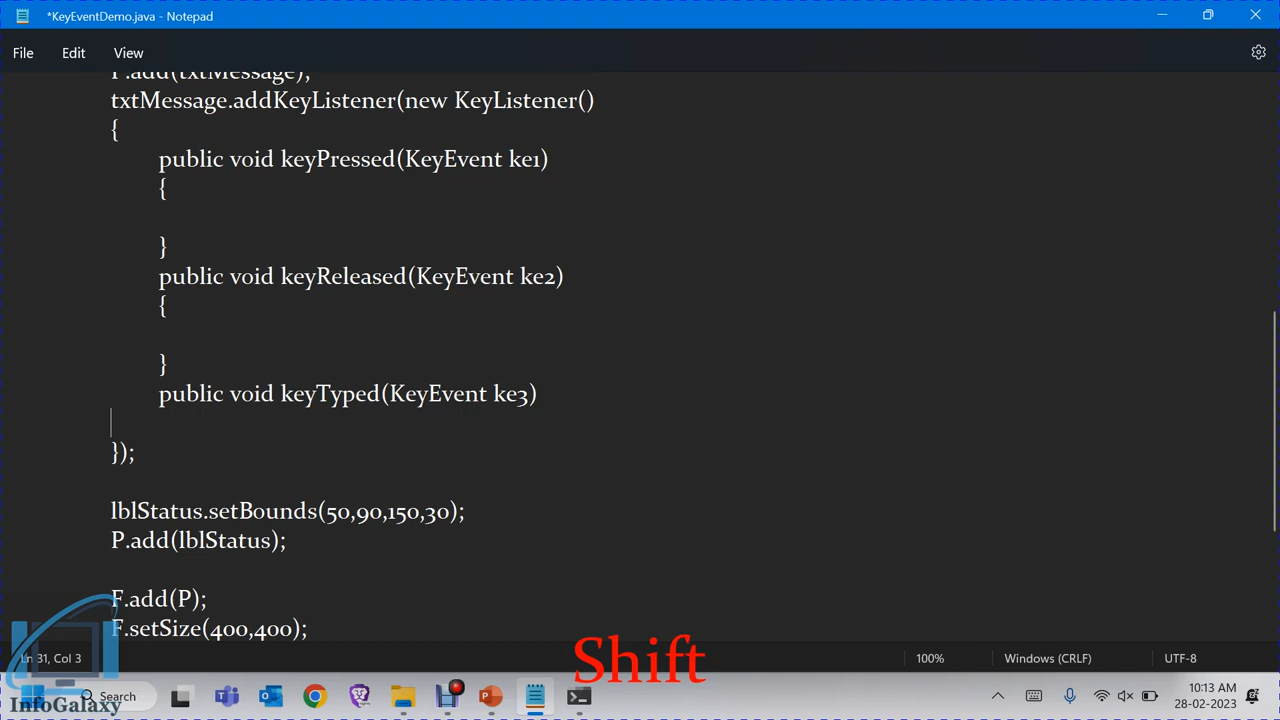 *KeyEventDemo.java - Notepad
File Edit View
P.add(txtMessage);
txtMessage.addKeyListener(new KeyListener()
{
public void keyPressed(KeyEvent ke1)
{
}
public void keyReleased(KeyEvent ke2)
{
}
public void keyTyped(KeyEvent ke3)
});
lblStatus.setBounds(50,90,150,30);
P.add(lblStatus);
F.add(P);
F.setSize(400,400);
Shift
Ln 31, Col 3 100% Windows (CRLF) UTF-8
Search
InfoGalaxy
10:13 AM
28-02-2023